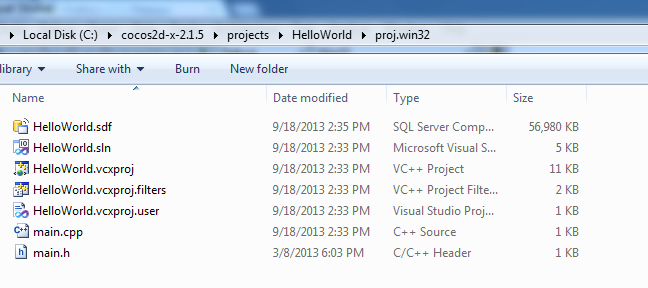 Local Disk (C:) cocos2d-x-2.1.5 projects HelloWorld proj.win32
library Share with Burn New folder
Name Date modified Type Size
HelloWorld.sdf 9/18/2013 2:35 PM SQL Server Comp... 56,980 KB
HelloWorld.sln 9/18/2013 2:33 PM Microsoft Visual S... 5 KB
HelloWorld.vcxproj 9/18/2013 2:33 PM VC++ Project 11 KB
HelloWorld.vcxproj.filters 9/18/2013 2:33 PM VC++ Project Filte... 2 KB
HelloWorld.vcxproj.user 9/18/2013 2:33 PM Visual Studio Proj... 1 KB
main.cpp 9/18/2013 2:33 PM C++ Source 1 KB
main.h 3/8/2013 6:03 PM C/C++ Header 1 KB